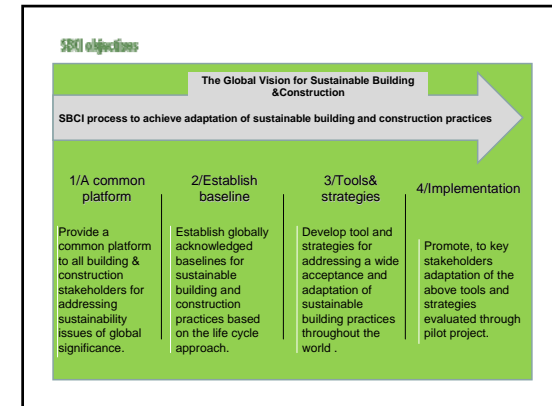 SBCI objectives
The Global Vision for Sustainable Building
&Construction
SBCI process to achieve adaptation of sustainable building and construction practices
1/A common
platform
Provide a
common platform
to all building &
construction
stakeholders for
addressing
sustainability
issues of global
significance.
2/Establish
baseline
Establish globally
acknowledged
baselines for
sustainable
building and
construction
practices based
on the life cycle
approach.
3/Tools&
strategies
Develop tool and
strategies for
addressing a wide
acceptance and
adaptation of
sustainable
building practices
throughout the
world .
4/Implementation
Promote, to key
stakeholders
adaptation of the
above tools and
strategies
evaluated through
pilot project.